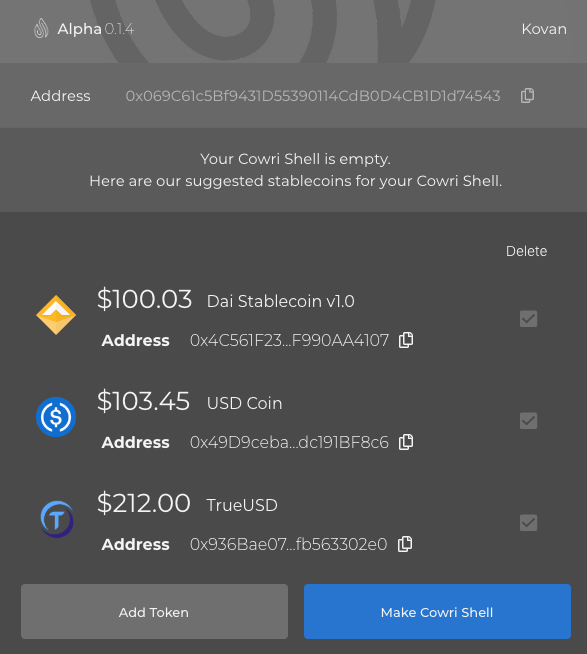 Alpha 0.1.4
Kovan
Address 0x069C61c5Bf9431D55390114CdB0D4CB1D1d74543
Your Cowri Shell is empty.
Here are our suggested stablecoins for your Cowri Shell.
Delete
$100.03 Dai Stablecoin v1.0
Address 0x4C561F23...F990AA4107
$103.45 USD Coin
Address 0x49D9ceba...dc191BF8c6
$212.00 TrueUSD
Address 0x936Bae07...fb563302e0
Add Token
Make Cowri Shell